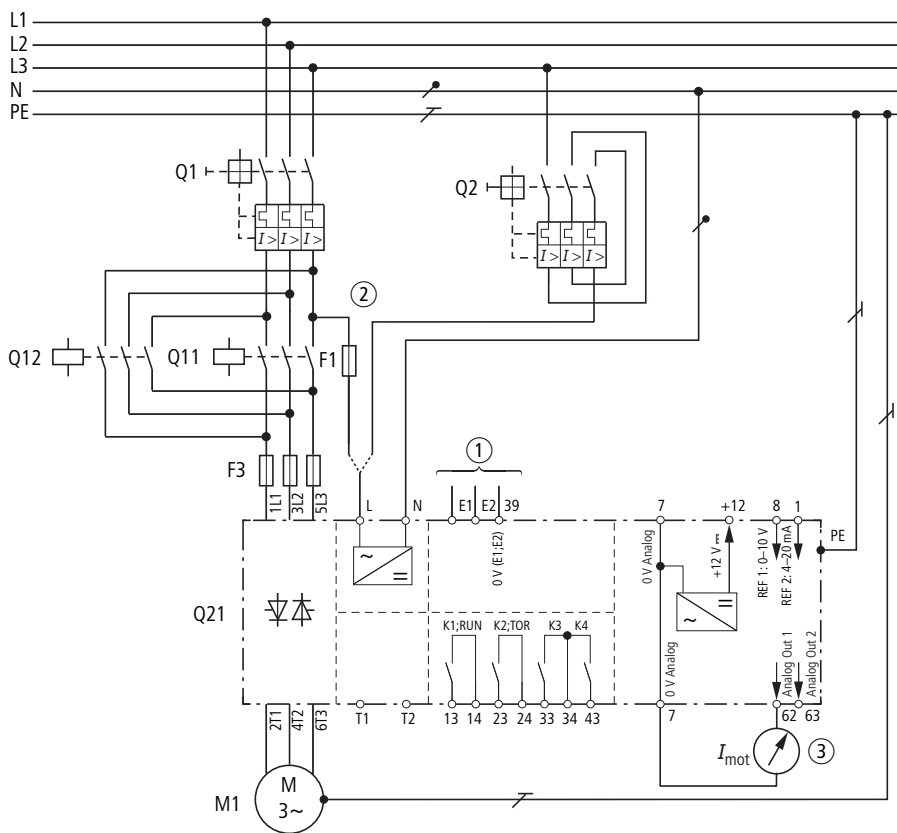 L1
L2
L3
N
PE
Q1
I> I> I>
Q2
I> I> I>
②
Q12
Q11
F1
①
F3
1L1
3L2
5L3
L
N
E1
E2
39
7
+12
8
1
PE
0 V (E1;E2)
0 V Analog
+12 V
REF 1: 0–10 V
REF 2: 4–20 mA
~
=
=
~
Q21
K1;RUN
K2;TOR
K3
K4
0 V Analog
Analog Out 1
Analog Out 2
2T1
4T2
6T3
T1
T2
13
14
23
24
33
34
43
7
62
63
Imot
③
M1
M
3~